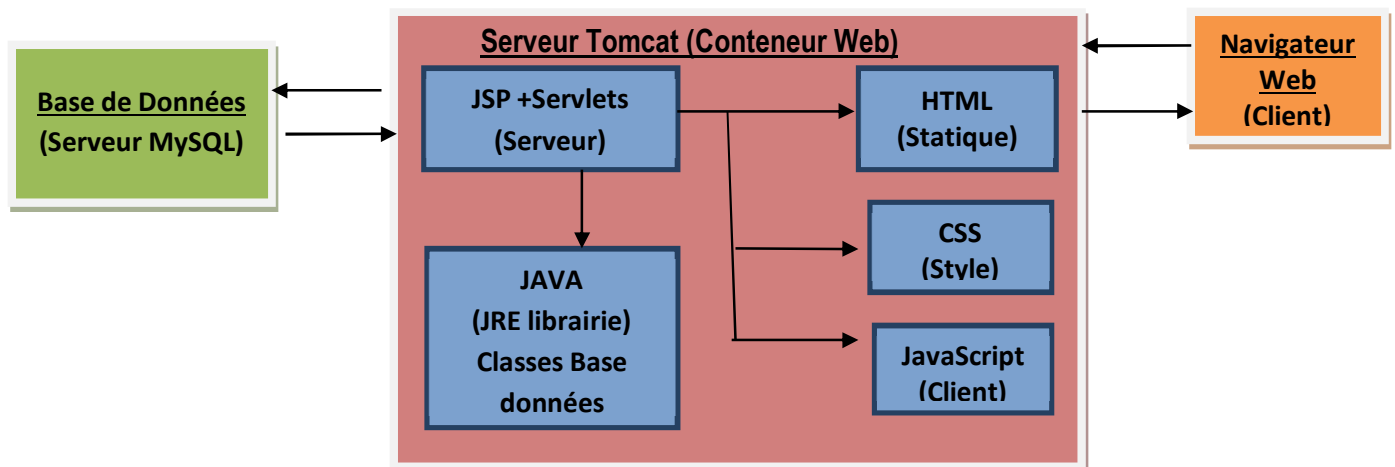 Serveur Tomcat (Conteneur Web)
Base de Données
(Serveur MySQL)
JSP +Servlets
(Serveur)
JAVA
(JRE librairie)
Classes Base
données
HTML
(Statique)
CSS
(Style)
JavaScript
(Client)
Navigateur
Web
(Client)